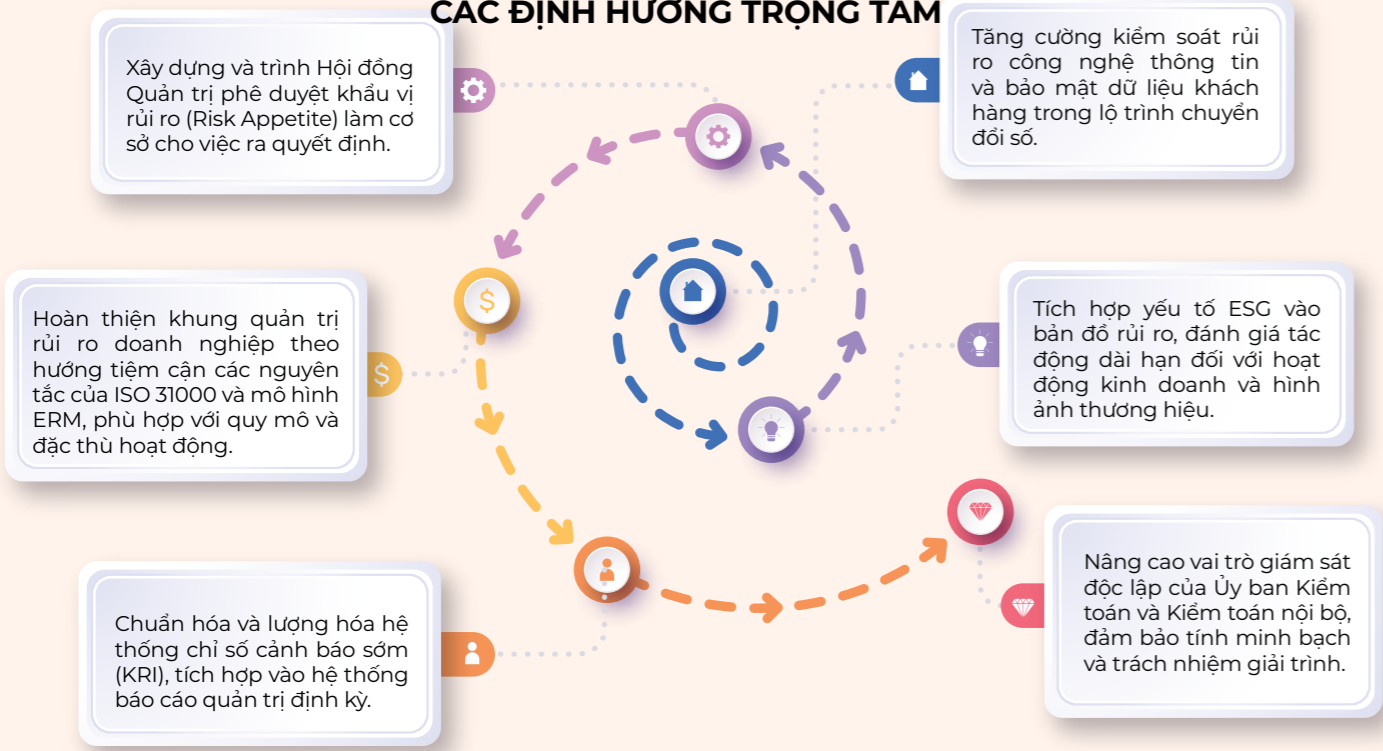 CÁC ĐỊNH HƯỚNG TRỌNG TÂM
Xây dựng và trình Hội đồng
Quản trị phê duyệt khẩu vị
rủi ro (Risk Appetite) làm cơ
sở cho việc ra quyết định.
Tăng cường kiểm soát rủi
ro công nghệ thông tin
và bảo mật dữ liệu khách
hàng trong lộ trình chuyển
đổi số.
Hoàn thiện khung quản trị
rủi ro doanh nghiệp theo
hướng tiệm cận các nguyên
tắc của ISO 31000 và mô hình
ERM, phù hợp với quy mô và
đặc thù hoạt động.
Tích hợp yếu tố ESG vào
bản đồ rủi ro, đánh giá tác
động dài hạn đối với hoạt
động kinh doanh và hình
ảnh thương hiệu.
Chuẩn hóa và lượng hóa hệ
thống chỉ số cảnh báo sớm
(KRI), tích hợp vào hệ thống
báo cáo quản trị định kỳ.
Nâng cao vai trò giám sát
độc lập của Ủy ban Kiểm
toán và Kiểm toán nội bộ,
đảm bảo tính minh bạch
và trách nhiệm giải trình.